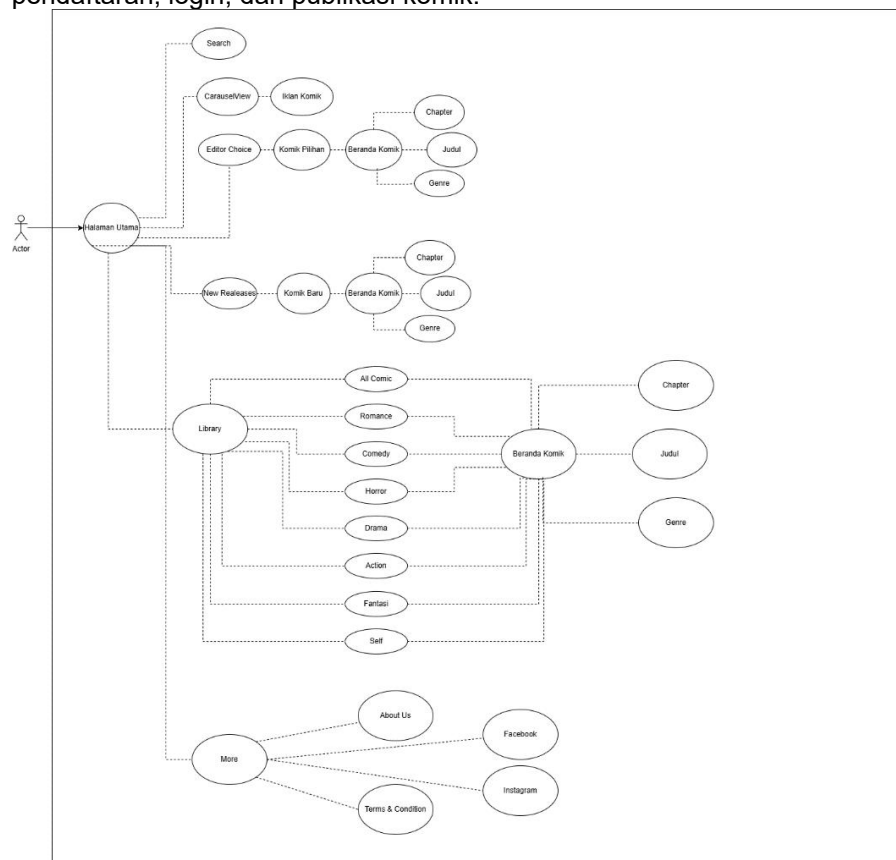 pendaftaran, login, dan publikasi komik.
Search
CarauselView
Iklan Komik
Chapter
Editor Choice
Komik Pilihan
Beranda Komik
Judul
Genre
Halaman Utama
Actor
Chapter
New Realeases
Komik Baru
Beranda Komik
Judul
Genre
All Comic
Chapter
Romance
Library
Comedy
Beranda Komik
Judul
Horror
Drama
Genre
Action
Fantasi
Self
About Us
Facebook
More
Instagram
Terms & Condition